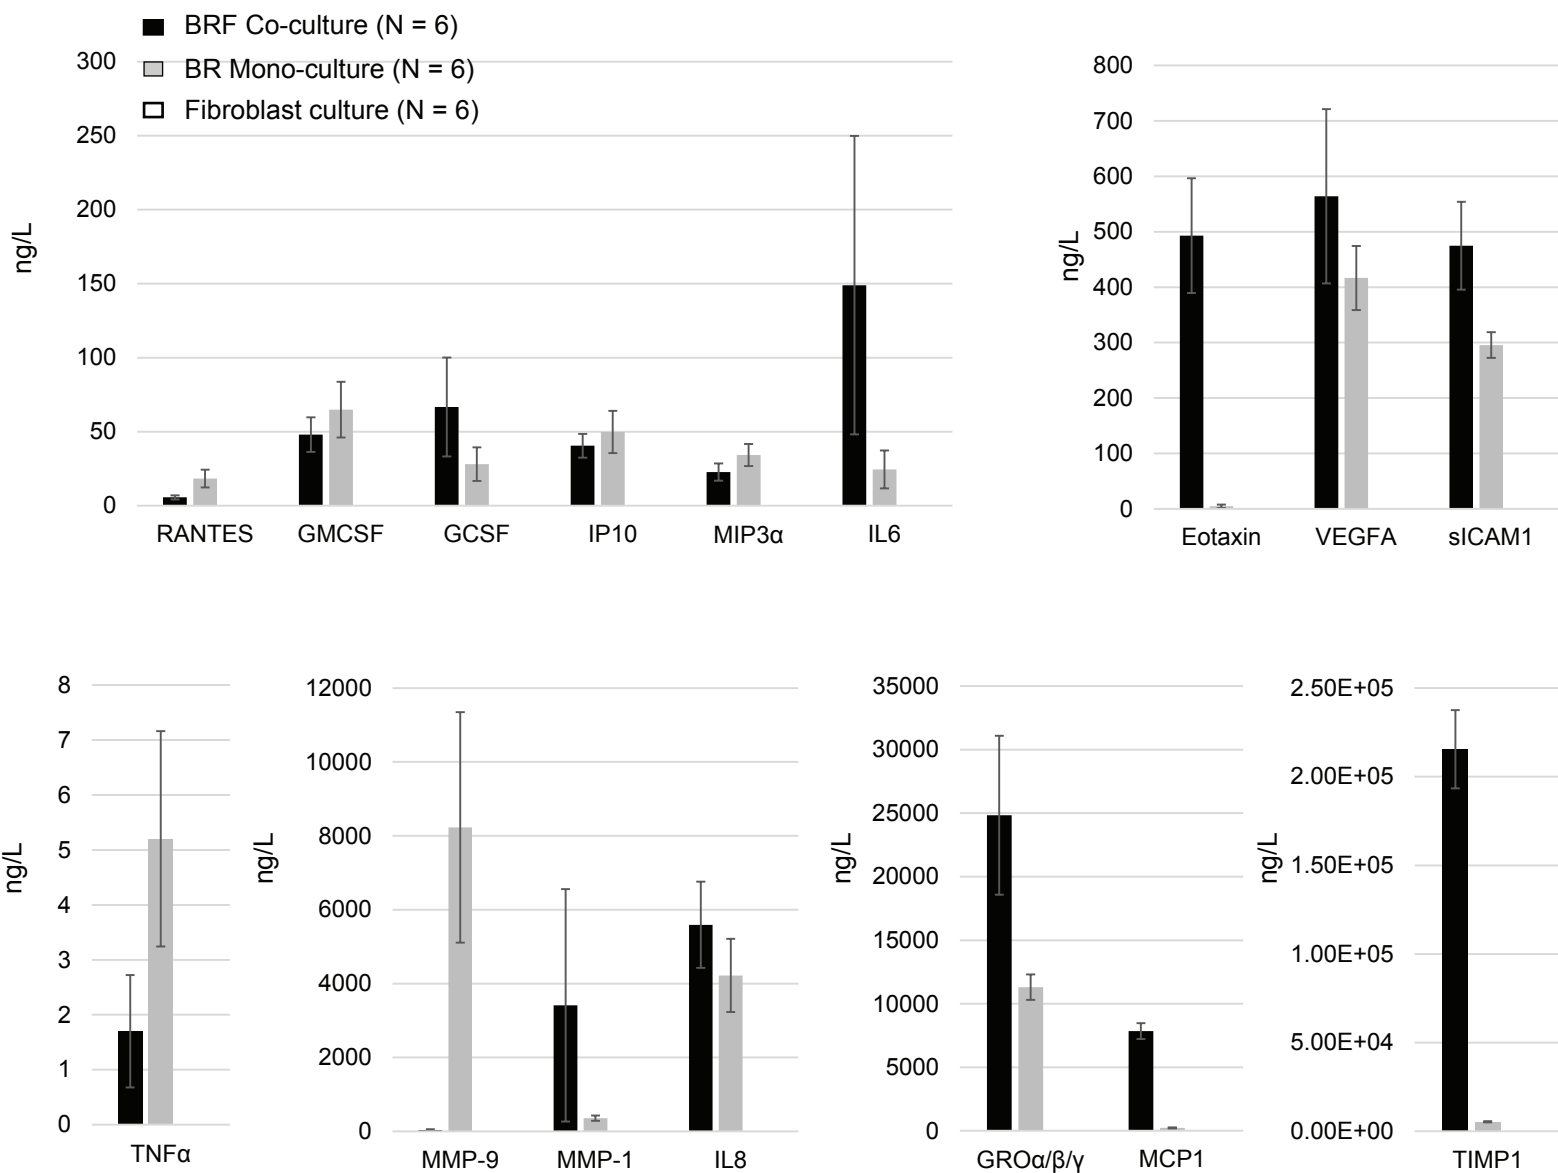 BRF Co-culture (N = 6)
BR Mono-culture (N = 6)
Fibroblast culture (N = 6)
300
250
200
150
100
50
0
ng/L
RANTES GMCSF GCSF IP10 MIP3α IL6
800
700
600
500
400
300
200
100
0
ng/L
Eotaxin VEGFA sICAM1
8
7
6
5
4
3
2
1
0
ng/L
TNFα
12000
10000
8000
6000
4000
2000
0
ng/L
MMP-9 MMP-1 IL8
35000
30000
25000
20000
15000
10000
5000
0
ng/L
GROα/β/γ MCP1
2.50E+05
2.00E+05
1.50E+05
1.00E+05
5.00E+04
0.00E+00
ng/L
TIMP1